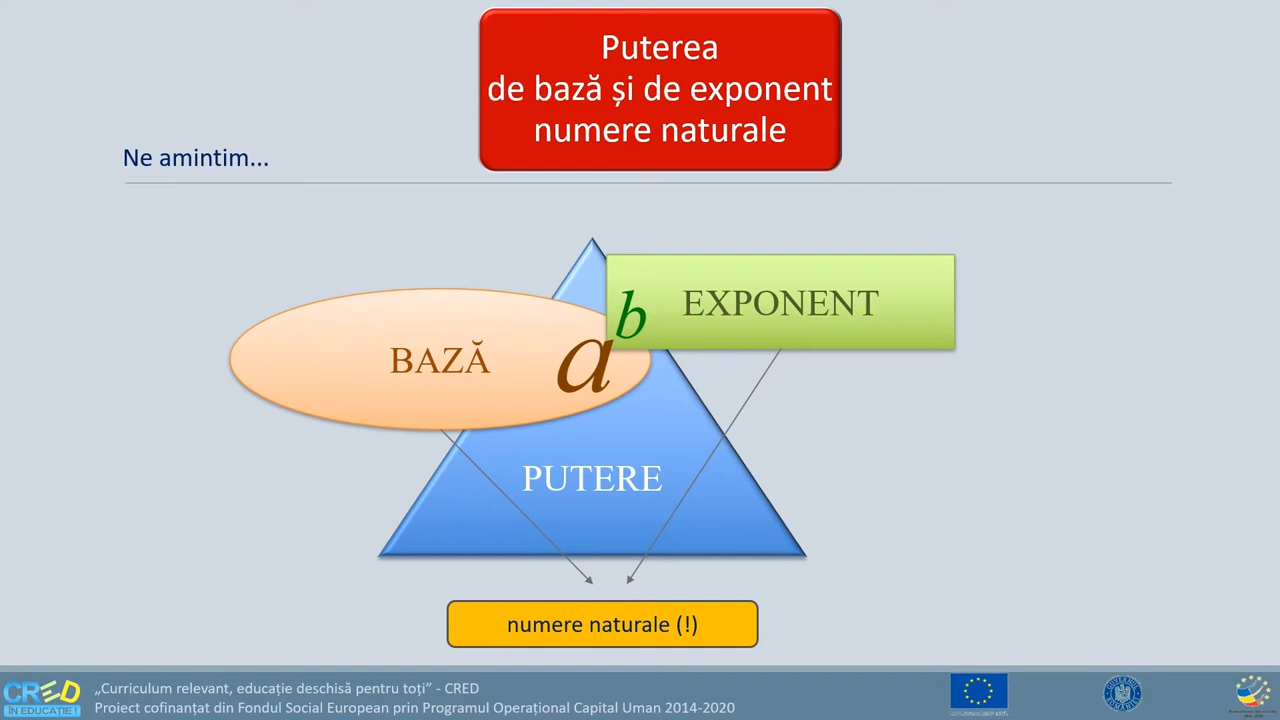 Puterea
de bază și de exponent
numere naturale
Ne amintim...
b
EXPONENT
BAZĂ
a
PUTERE
numere naturale (!)
CRED
ÎN EDUCAȚIE !
„Curriculum relevant, educație deschisă pentru toți” - CRED
Proiect cofinanțat din Fondul Social European prin Programul Operațional Capital Uman 2014-2020